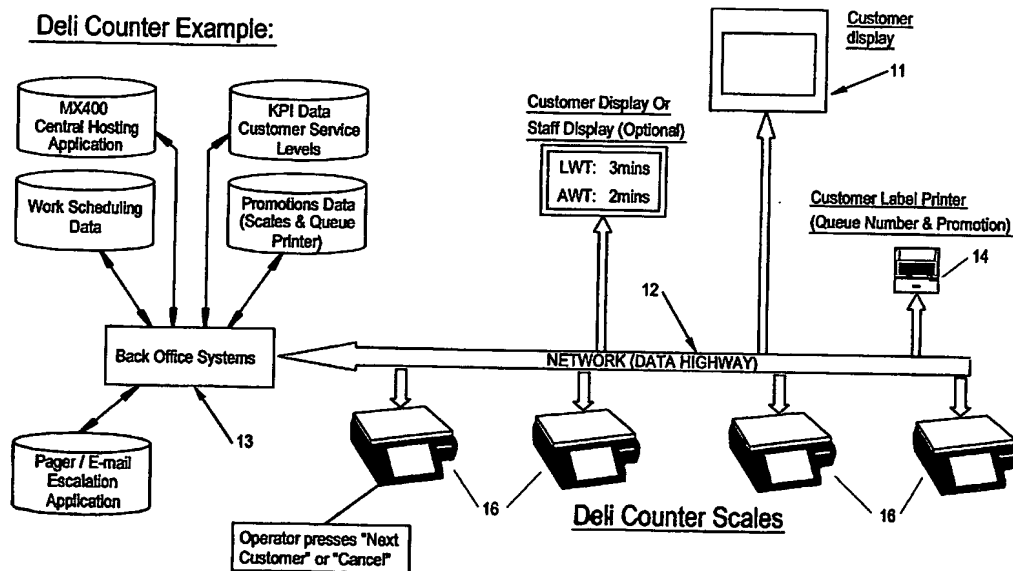 Deli Counter Example:
MX400
Central Hosting
Application
KPI Data
Customer Service
Levels
Work Scheduling
Data
Promotions Data
(Scales & Queue
Printer)
Back Office Systems
13
Pager / E-mail
Escalation
Application
Customer Display Or
Staff Display (Optional)
LWT: 3mins
AWT: 2mins
Customer
display
11
Customer Label Printer
(Queue Number & Promotion)
14
12
NETWORK (DATA HIGHWAY)
16
16
Deli Counter Scales
Operator presses "Next
Customer" or "Cancel"